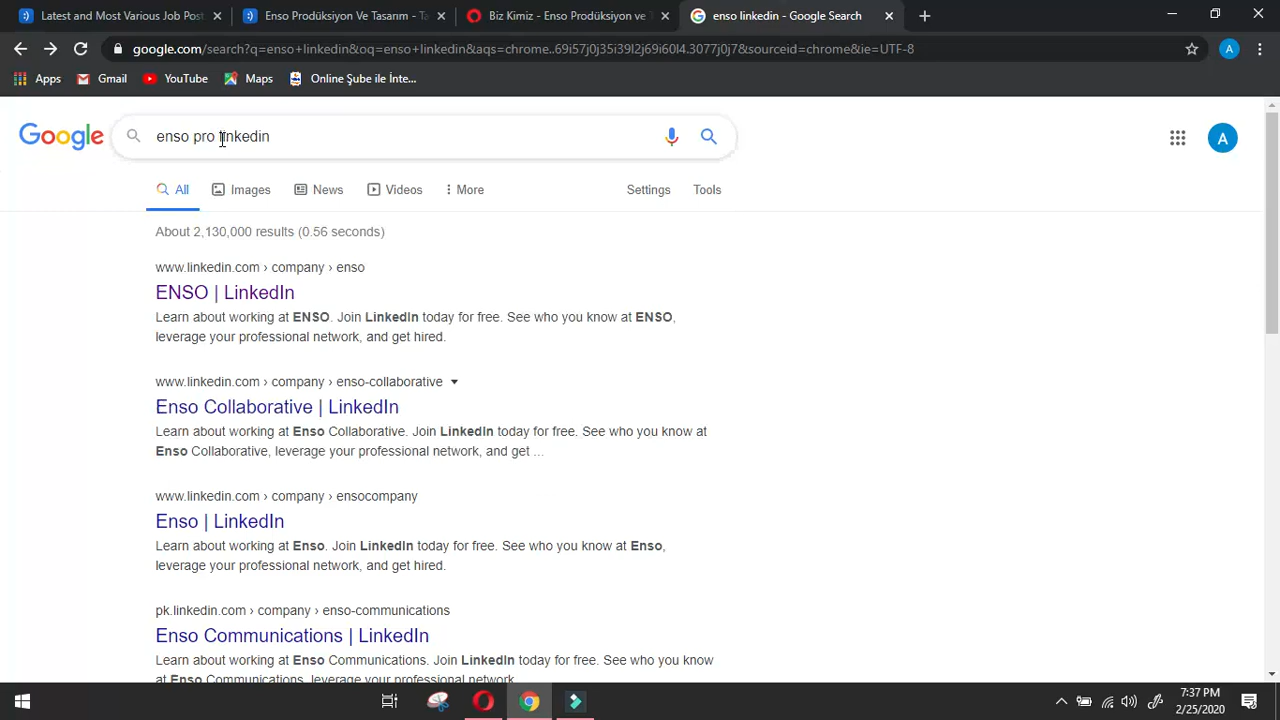 Latest and Most Various Job Post
Enso Prodüksiyon Ve Tasarım - T
Biz Kimiz - Enso Prodüksiyon ve T
enso linkedin - Google Search
google.com/search?q=enso+linkedin&oq=enso+linkedin&aqs=chrome..69i57j0j35i39l2j69i60l4.3077j0j7&sourceid=chrome&ie=UTF-8
A
Apps
Gmail
YouTube
Maps
Online Şube ile İnte...
Google
enso pro linkedin
A
All
Images
News
Videos
More
Settings
Tools
About 2,130,000 results (0.56 seconds)
www.linkedin.com › company › enso
ENSO | LinkedIn
Learn about working at ENSO. Join LinkedIn today for free. See who you know at ENSO,
leverage your professional network, and get hired.
www.linkedin.com › company › enso-collaborative
Enso Collaborative | LinkedIn
Learn about working at Enso Collaborative. Join LinkedIn today for free. See who you know at
Enso Collaborative, leverage your professional network, and get ...
www.linkedin.com › company › ensocompany
Enso | LinkedIn
Learn about working at Enso. Join LinkedIn today for free. See who you know at Enso,
leverage your professional network, and get hired.
pk.linkedin.com › company › enso-communications
Enso Communications | LinkedIn
Learn about working at Enso Communications. Join LinkedIn today for free. See who you know
at Enso Communications, leverage your professional network
7:37 PM
2/25/2020